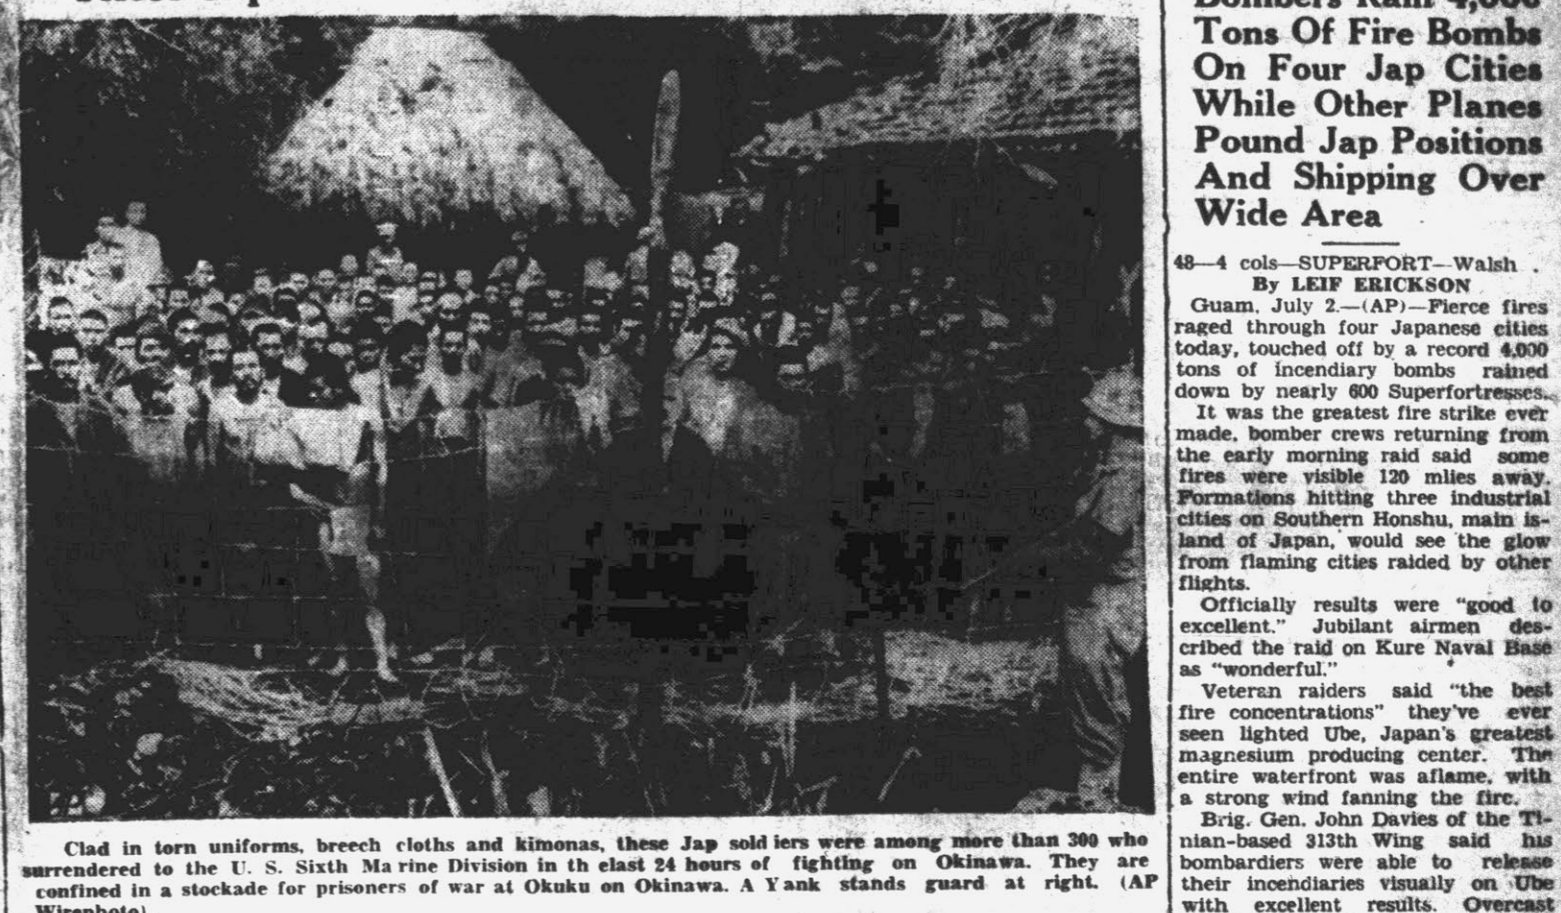 Clad in torn uniforms, breech cloths and kimonas, these Jap sold iers were among more than 300 who
surrendered to the U. S. Sixth Ma rine Division in th elast 24 hours of fighting on Okinawa. They are
confined in a stockade for prisoners of war at Okuku on Okinawa. A Yank stands guard at right. (AP
Wirephoto)
Bombers Rain 4,000
Tons Of Fire Bombs
On Four Jap Cities
While Other Planes
Pound Jap Positions
And Shipping Over
Wide Area
48—4 cols—SUPERFORT—Walsh .
By LEIF ERICKSON
Guam, July 2.—(AP)—Fierce fires
raged through four Japanese cities
today, touched off by a record 4,000
tons of incendiary bombs rained
down by nearly 600 Superfortresses.
It was the greatest fire strike ever
made, bomber crews returning from
the early morning raid said some
fires were visible 120 mlies away.
Formations hitting three industrial
cities on Southern Honshu, main is-
land of Japan, would see the glow
from flaming cities raided by other
flights.
Officially results were "good to
excellent." Jubilant airmen des-
cribed the raid on Kure Naval Base
as "wonderful."
Veteran raiders said "the best
fire concentrations" they've ever
seen lighted Ube, Japan's greatest
magnesium producing center. The
entire waterfront was aflame, with
a strong wind fanning the fire.
Brig. Gen. John Davies of the Ti-
nian-based 313th Wing said his
bombardiers were able to release
their incendiaries visually on Ube
with excellent results. Overcast